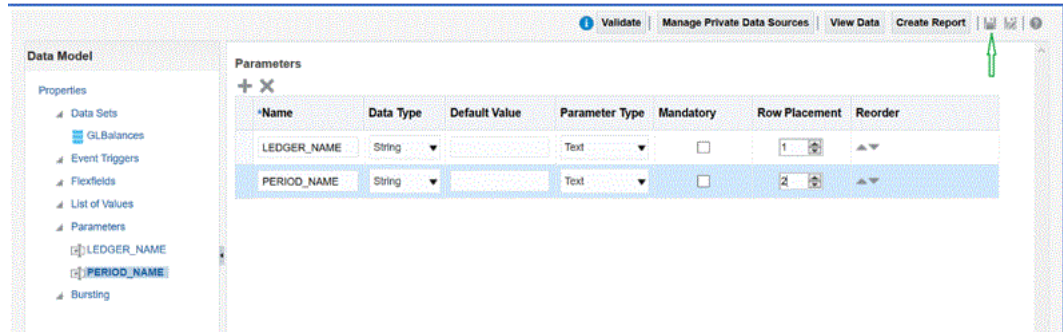 Validate | Manage Private Data Sources | View Data Create Report
Data Model
Properties
Data Sets
GLBalances
Event Triggers
Flexfields
List of Values
Parameters
LEDGER_NAME
PERIOD_NAME
Bursting
Parameters
*Name Data Type Default Value Parameter Type Mandatory Row Placement Reorder
LEDGER_NAME String Text 1
PERIOD_NAME String Text 2